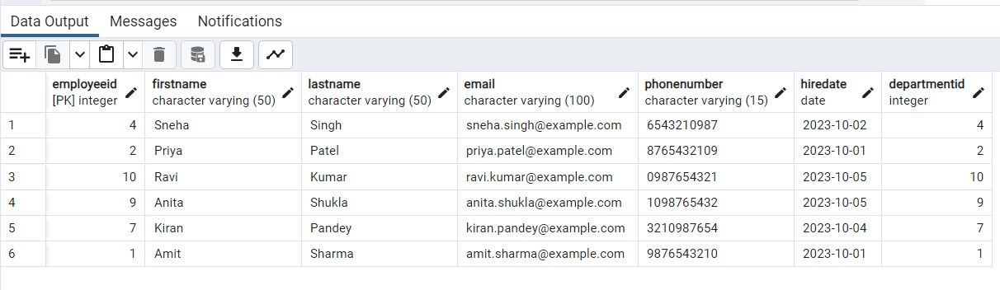 Data Output Messages Notifications
employeeid firstname lastname email phonenumber hiredate departmentid
[PK] integer character varying (50) character varying (50) character varying (100) character varying (15) date integer
1 4 Sneha Singh sneha.singh@example.com 6543210987 2023-10-02 4
2 2 Priya Patel priya.patel@example.com 8765432109 2023-10-01 2
3 10 Ravi Kumar ravi.kumar@example.com 0987654321 2023-10-05 10
4 9 Anita Shukla anita.shukla@example.com 1098765432 2023-10-05 9
5 7 Kiran Pandey kiran.pandey@example.com 3210987654 2023-10-04 7
6 1 Amit Sharma amit.sharma@example.com 9876543210 2023-10-01 1